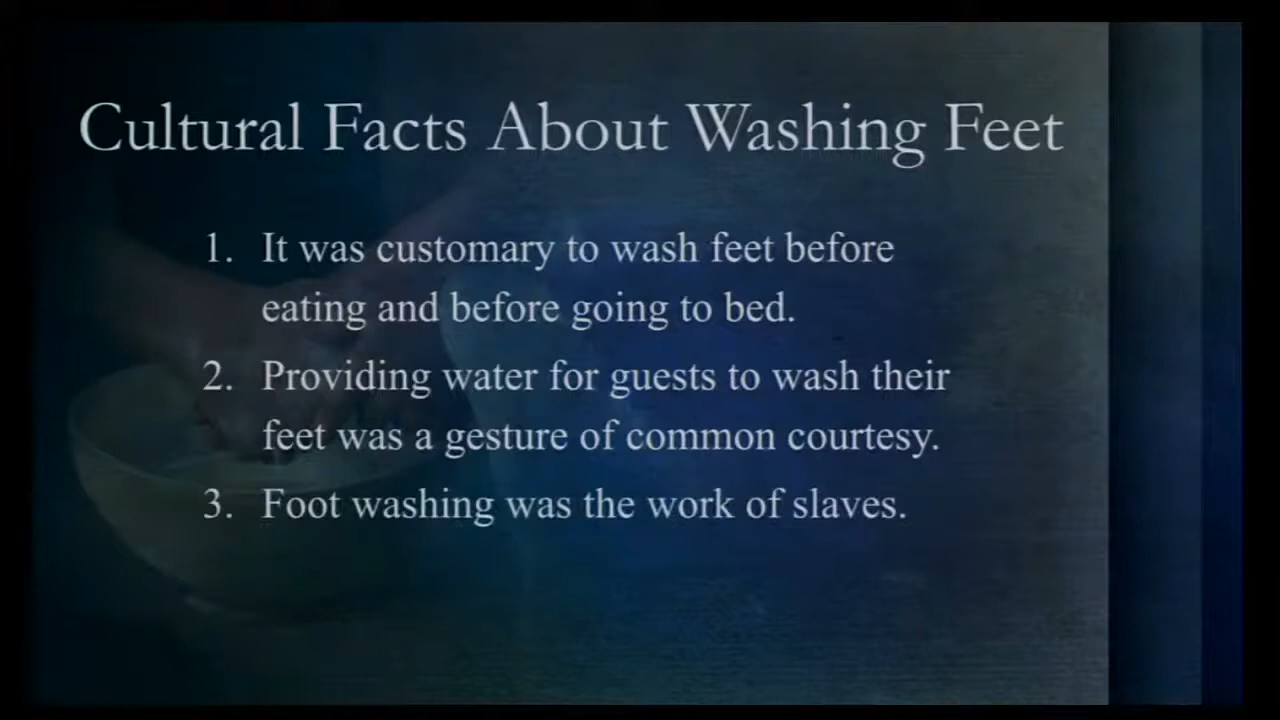 Cultural Facts About Washing Feet
1. It was customary to wash feet before
eating and before going to bed.
2. Providing water for guests to wash their
feet was a gesture of common courtesy.
3. Foot washing was the work of slaves.